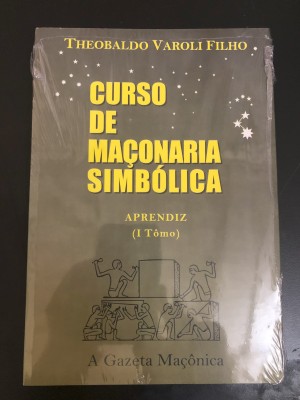 THEOBALDO VAROLI FILHO
CURSO
DE
MAÇONARIA
SIMBÓLICA
APRENDIZ
(I Tômo)
A Gazeta Maçônica